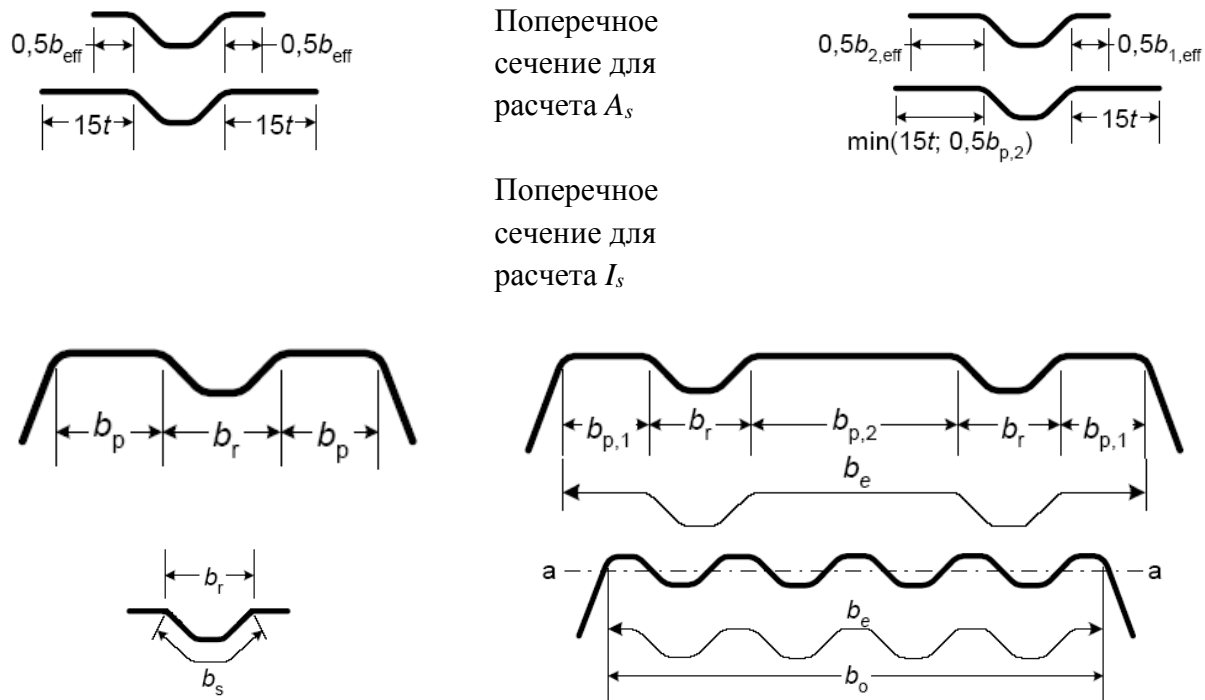 0,5b_eff 0,5b_eff
15t 15t
Поперечное
сечение для
расчета A_s
0,5b_2,eff 0,5b_1,eff
15t
min(15t; 0,5b_p,2)
Поперечное
сечение для
расчета I_s
b_p b_r b_p
b_p,1 b_r b_p,2 b_r b_p,1
b_e
b_r
b_s
a a
b_e
b_o